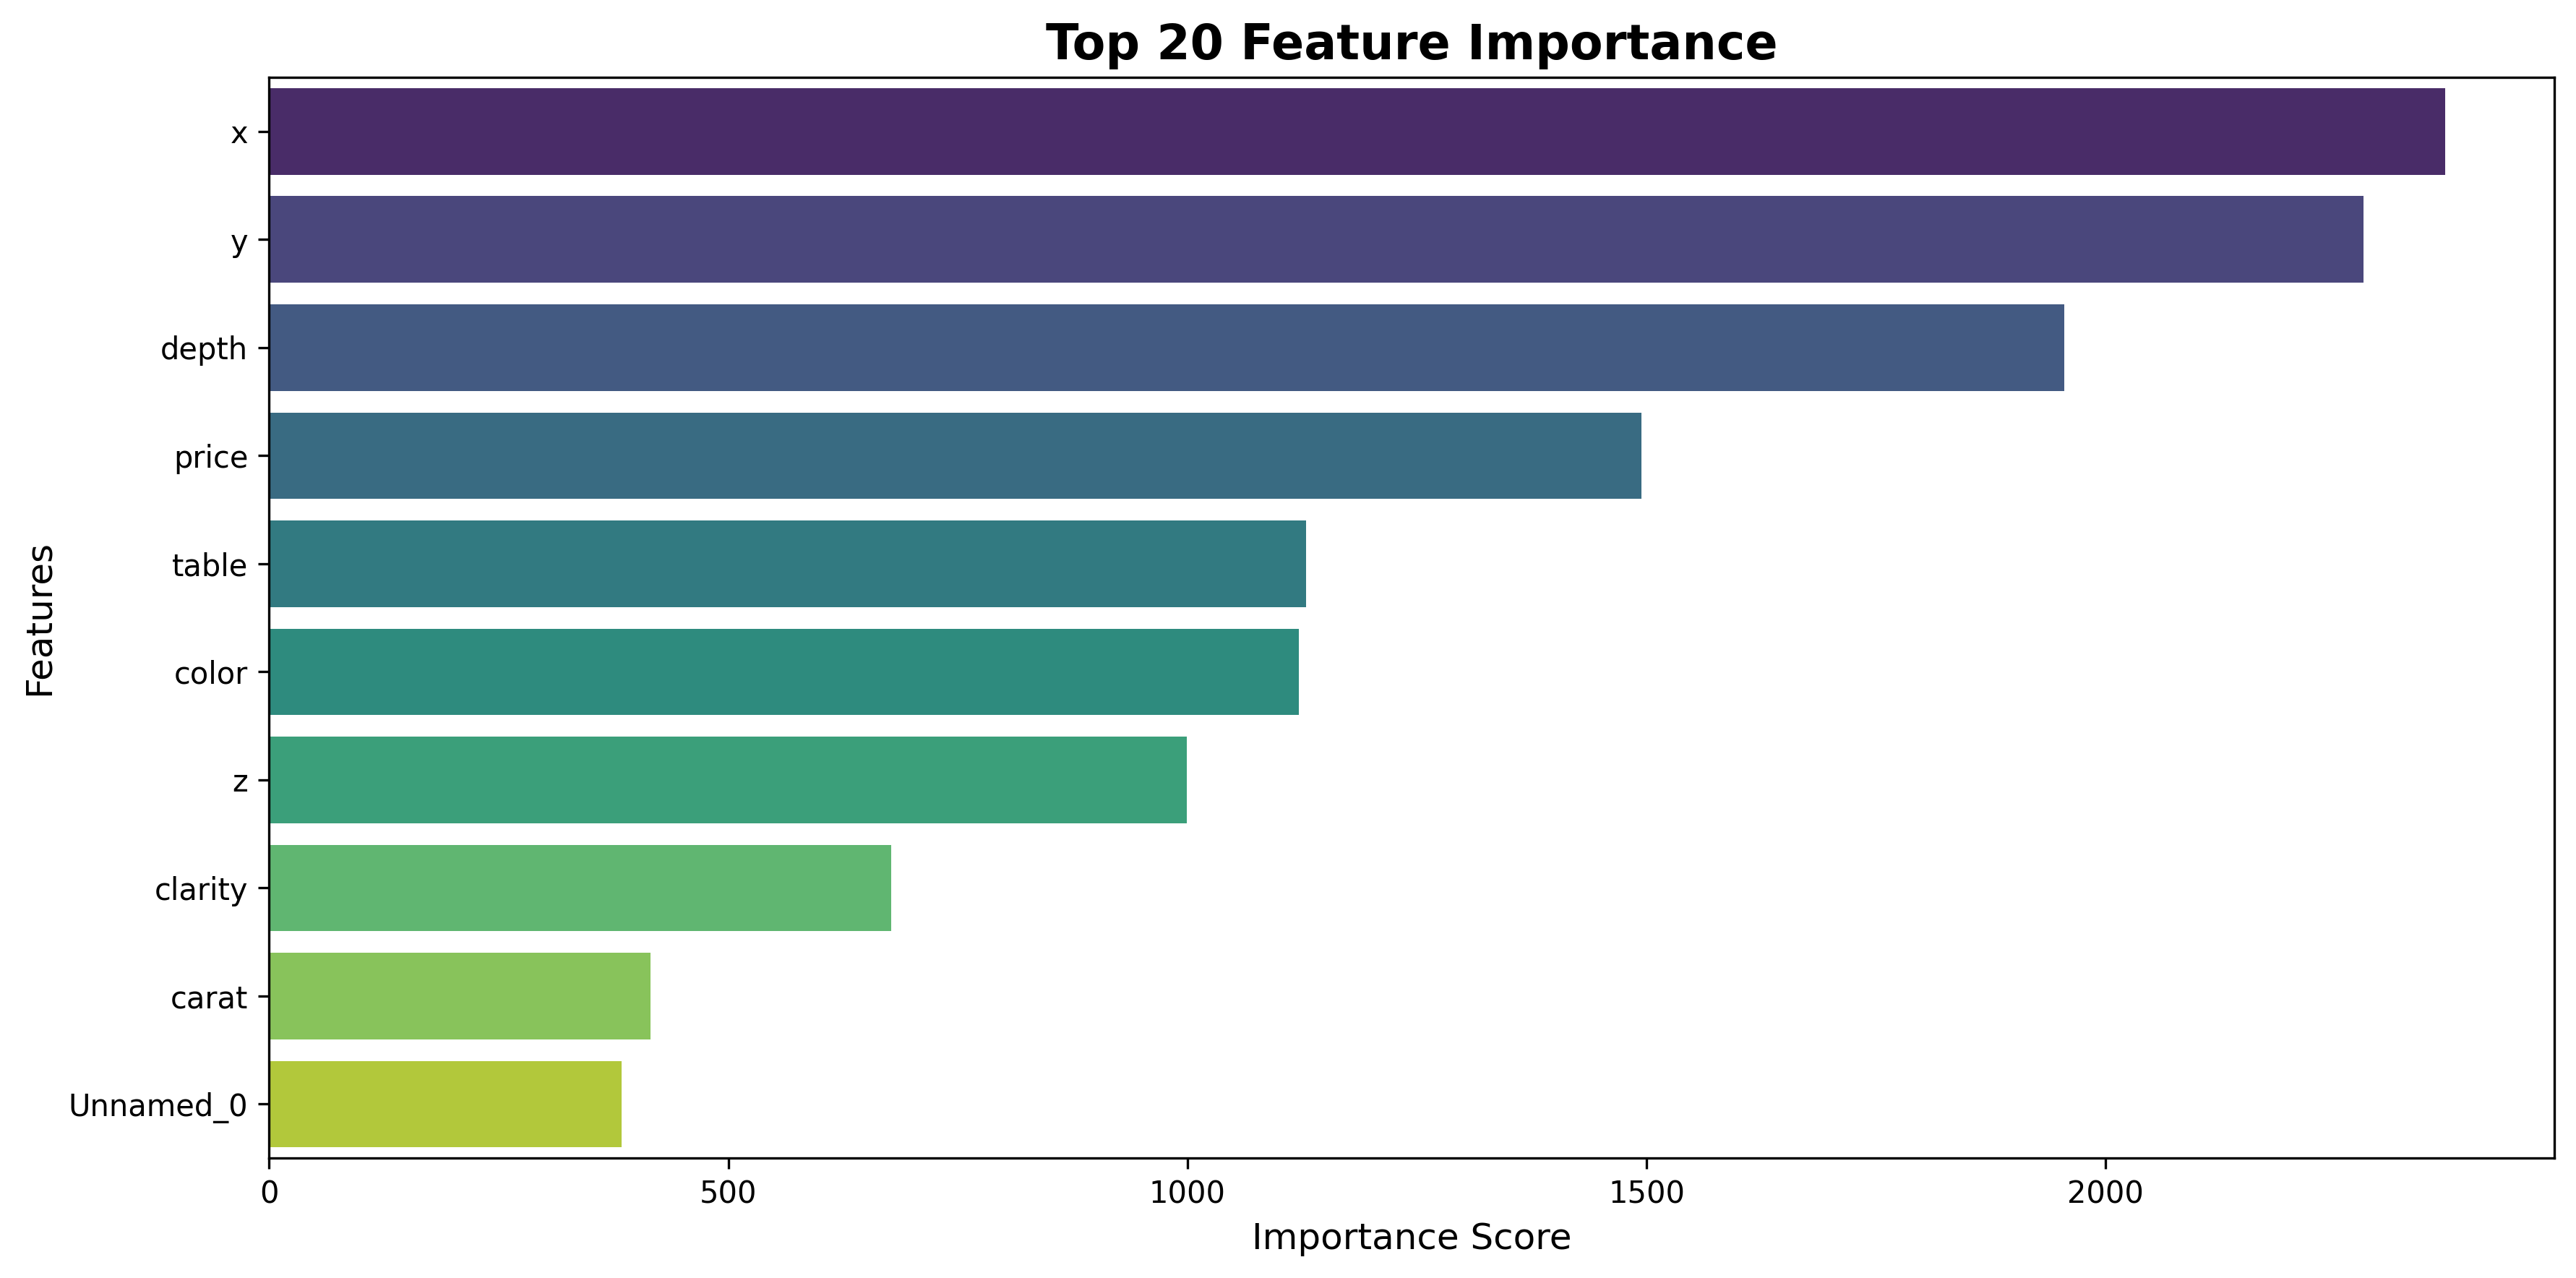 Top 20 Feature Importance
Features
x
y
depth
price
table
color
z
clarity
carat
Unnamed_0
0 500 1000 1500 2000
Importance Score